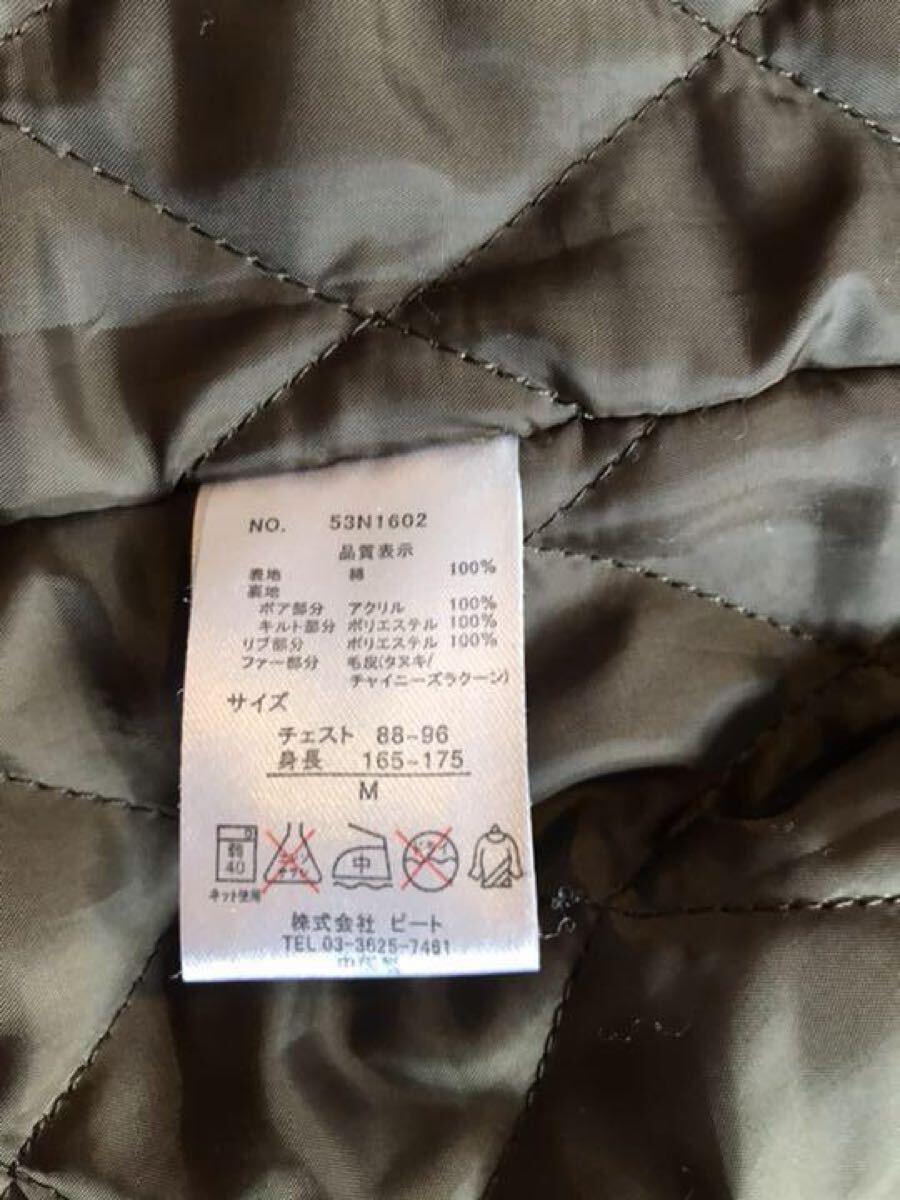 NO. 53N1602
品質表示
表地 綿 100%
裏地
ボア部分 アクリル 100%
キルト部分 ポリエステル 100%
リブ部分 ポリエステル 100%
ファー部分 毛皮(タヌキ/
チャイニーズラクーン)
サイズ
チェスト 88~96
身長 165~175
M
弱 40 中 ドライ
ネット使用
株式会社 ビート
TEL 03-3625-7461